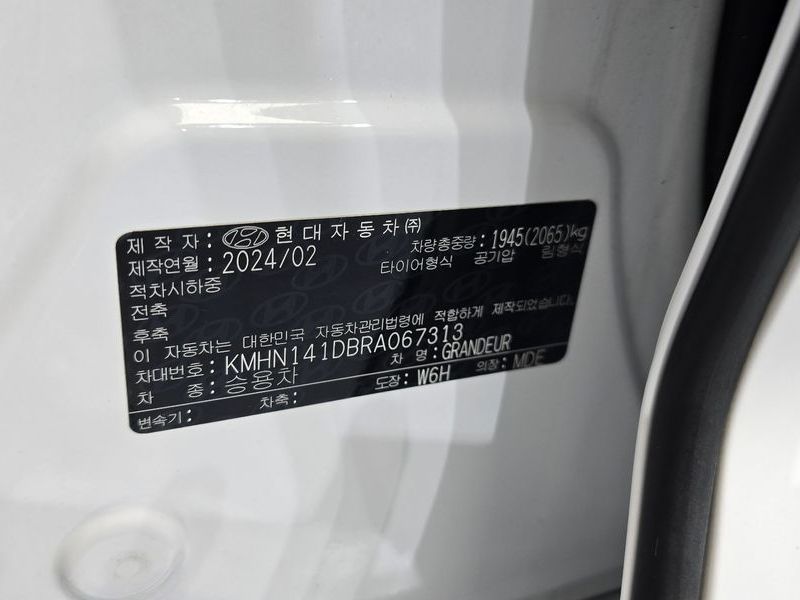 제 작 자 : 현대자동차(주)
제작연월 : 2024/02 차량총중량 : 1945(2065)kg
적차시하중 타이어형식 공기압 림형식
전축
후축
이 자동차는 대한민국 자동차관리법령에 적합하게 제작되었습니다.
차대번호 : KMHN141DBRA067313
차 종 : 승용차 차 명 : GRANDEUR
변속기 : 차축 : 도장 : W6H 의장 : MDE